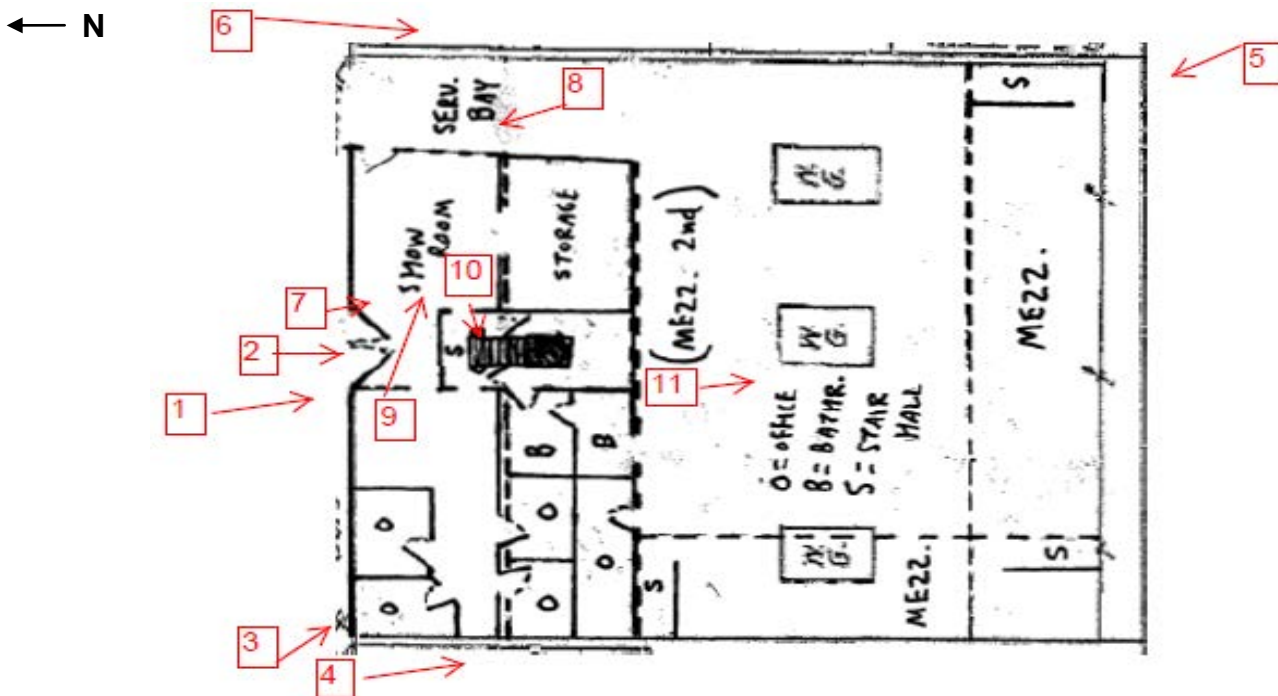 N
6
5
8
SERV.
BAY
S
W.
G.
SHOW
ROOM
STORAGE
(MEZZ. 2nd)
10
7
2
MEZZ.
W.
G.
S
11
1
9
O = OFFICE
B = BATHR.
S = STAIR
HALL
B
B
O
O
O
W.
G.
MEZZ.
S
S
O
O
3
4